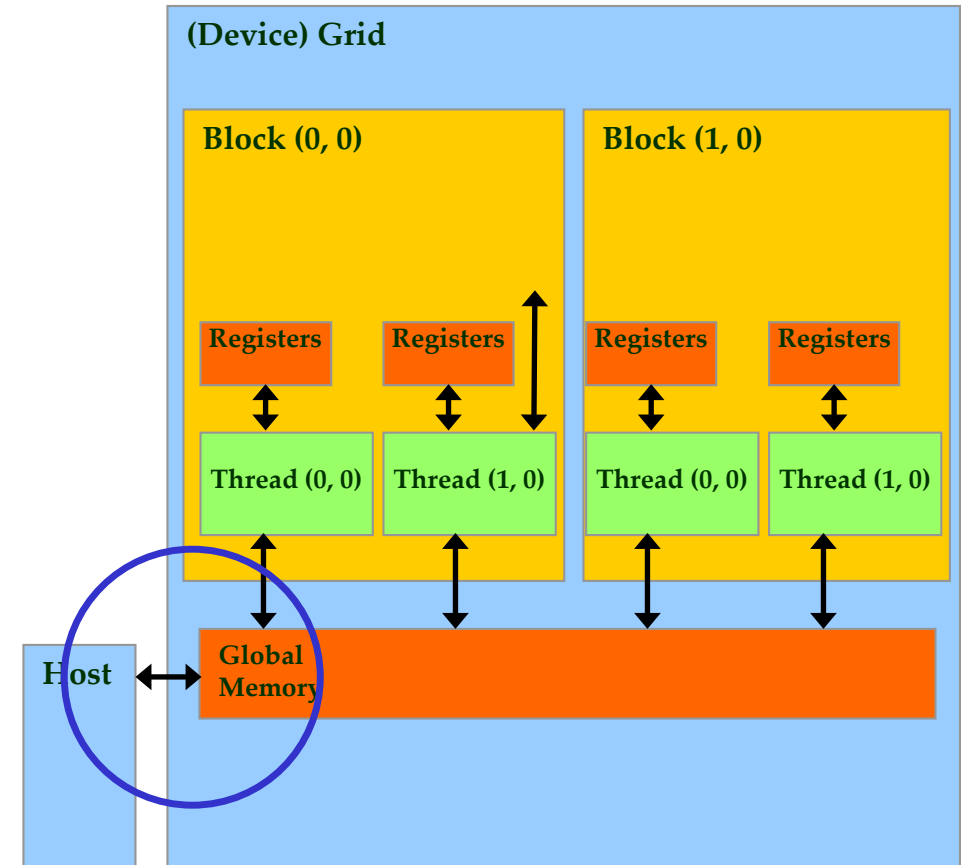 (Device) Grid
Block (0, 0)
Block (1, 0)
Registers
Registers
Registers
Registers
Thread (0, 0)
Thread (1, 0)
Thread (0, 0)
Thread (1, 0)
Host
Global
Memory